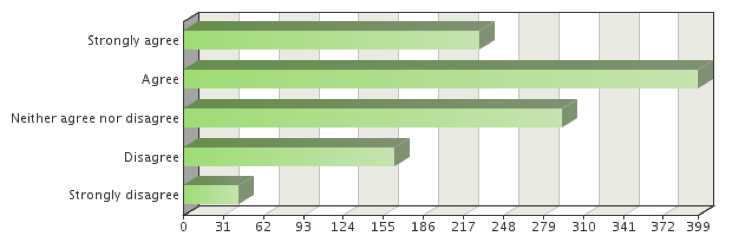 Strongly agree
Agree
Neither agree nor disagree
Disagree
Strongly disagree
0 31 62 93 124 155 186 217 248 279 310 341 372 399